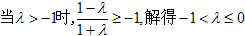 当λ>-1时, (1-λ)/(1+λ) ≥ -1, 解得-1<λ≤0